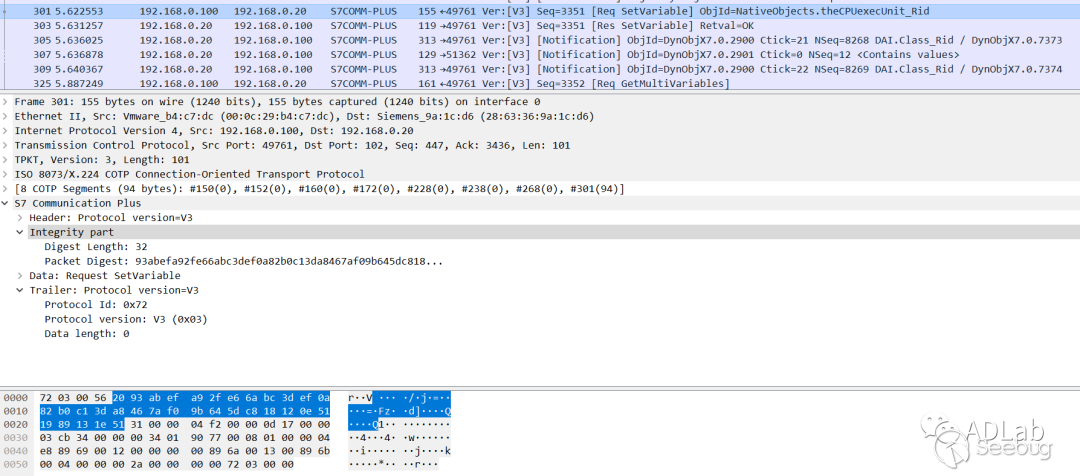 301 5.622553 192.168.0.100 192.168.0.20 S7COMM-PLUS 155 ←49761 Ver:[V3] Seq=3351 [Req SetVariable] ObjId=NativeObjects.theCPUexecUnit_Rid
303 5.631257 192.168.0.20 192.168.0.100 S7COMM-PLUS 119 →49761 Ver:[V3] Seq=3351 [Res SetVariable] Retval=OK
305 5.636025 192.168.0.20 192.168.0.100 S7COMM-PLUS 313 →49761 Ver:[V3] [Notification] ObjId=DynObjX7.0.2900 Ctick=21 NSeq=8268 DAI.Class_Rid / DynObjX7.0.7373
307 5.636878 192.168.0.20 192.168.0.100 S7COMM-PLUS 129 →51362 Ver:[V3] [Notification] ObjId=DynObjX7.0.2901 Ctick=0 NSeq=12 <Contains values>
309 5.640367 192.168.0.20 192.168.0.100 S7COMM-PLUS 313 →49761 Ver:[V3] [Notification] ObjId=DynObjX7.0.2900 Ctick=22 NSeq=8269 DAI.Class_Rid / DynObjX7.0.7374
325 5.887249 192.168.0.100 192.168.0.20 S7COMM-PLUS 161 ←49761 Ver:[V3] Seq=3352 [Req GetMultiVariables]
Frame 301: 155 bytes on wire (1240 bits), 155 bytes captured (1240 bits) on interface 0
Ethernet II, Src: Vmware_b4:c7:dc (00:0c:29:b4:c7:dc), Dst: Siemens_9a:1c:d6 (28:63:36:9a:1c:d6)
Internet Protocol Version 4, Src: 192.168.0.100, Dst: 192.168.0.20
Transmission Control Protocol, Src Port: 49761, Dst Port: 102, Seq: 447, Ack: 3436, Len: 101
TPKT, Version: 3, Length: 101
ISO 8073/X.224 COTP Connection-Oriented Transport Protocol
[8 COTP Segments (94 bytes): #150(0), #152(0), #160(0), #172(0), #228(0), #238(0), #268(0), #301(94)]
S7 Communication Plus
Header: Protocol version=V3
Integrity part
Digest Length: 32
Packet Digest: 93abefa92fe66abc3def0a82b0c13da8467af09b645dc818...
Data: Request SetVariable
Trailer: Protocol version=V3
Protocol Id: 0x72
Protocol version: V3 (0x03)
Data length: 0
0000 72 03 00 56 20 93 ab ef a9 2f e6 6a bc 3d ef 0a r··V ··· ·/·j·=··
0010 82 b0 c1 3d a8 46 7a f0 9b 64 5d c8 18 12 0e 51 ···=·Fz· ·d]····Q
0020 19 89 13 1e 51 31 00 00 04 f2 00 00 0d 17 00 00 ····Q1·· ········
0030 03 cb 34 00 00 00 34 01 90 77 00 08 01 00 00 04 ··4···4· ·w······
0040 e8 89 69 00 12 00 00 00 00 89 6a 00 13 00 89 6b ··i····· ··j····k
0050 00 04 00 00 00 2a 00 00 00 00 72 03 00 00 ·····*·· ··r···
ADLab
Seebug